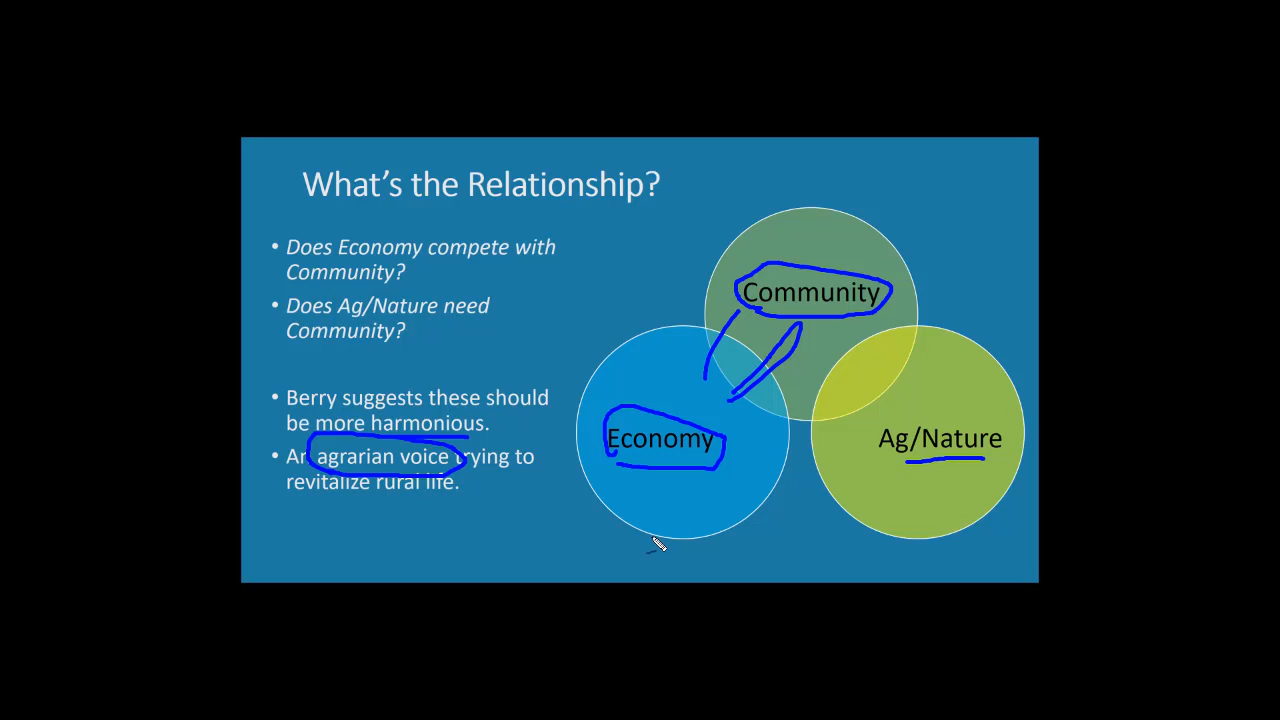 What's the Relationship?
• Does Economy compete with
Community?
• Does Ag/Nature need
Community?
• Berry suggests these should
be more harmonious.
• An agrarian voice trying to
revitalize rural life.
Community
Economy
Ag/Nature